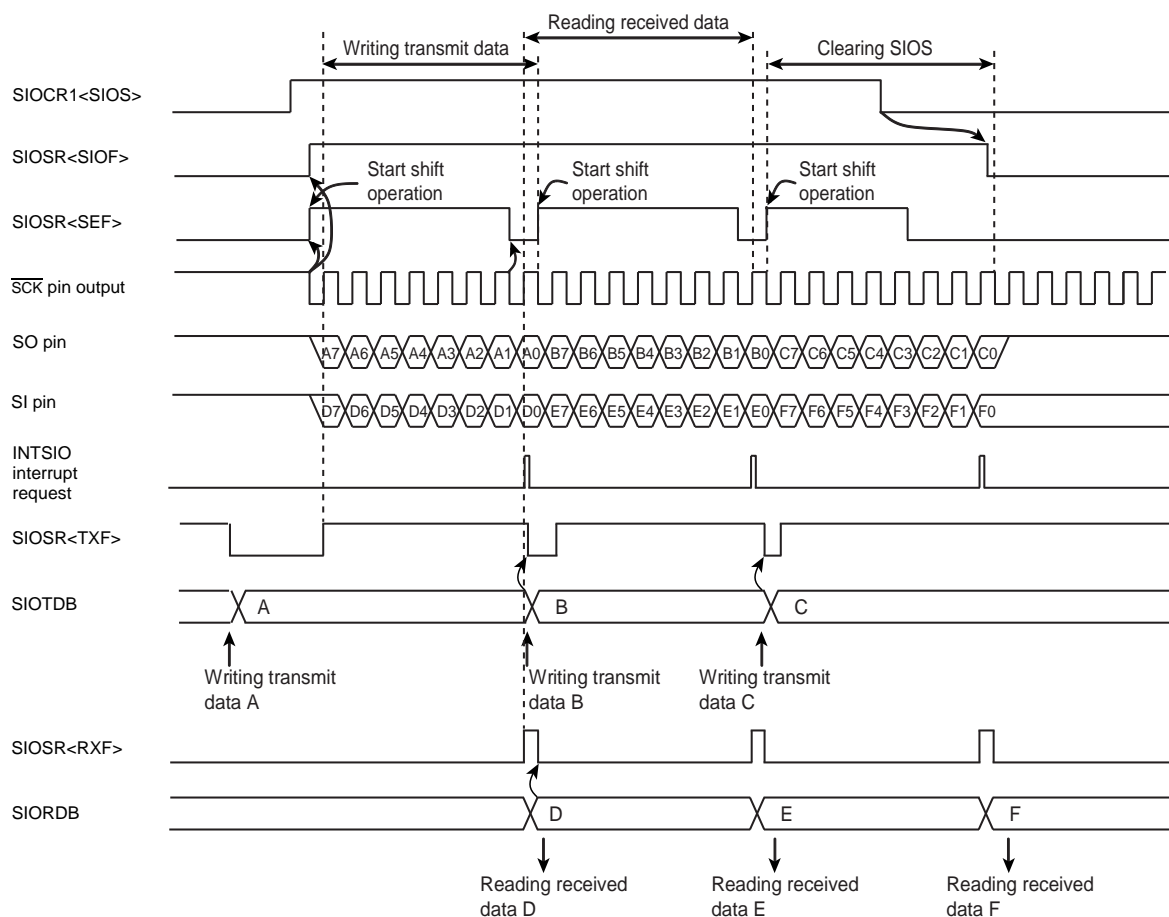 Reading received data
Writing transmit data
Clearing SIOS
SIOCR1<SIOS>
SIOSR<SIOF>
Start shift
operation
Start shift
operation
Start shift
operation
SIOSR<SEF>
SCK pin output
SO pin
A7 A6 A5 A4 A3 A2 A1 A0 B7 B6 B5 B4 B3 B2 B1 B0 C7 C6 C5 C4 C3 C2 C1 C0
SI pin
D7 D6 D5 D4 D3 D2 D1 D0 E7 E6 E5 E4 E3 E2 E1 E0 F7 F6 F5 F4 F3 F2 F1 F0
INTSIO
interrupt
request
SIOSR<TXF>
SIOTDB
A B C
Writing transmit
data A
Writing transmit
data B
Writing transmit
data C
SIOSR<RXF>
SIORDB
D E F
Reading received
data D
Reading received
data E
Reading received
data F